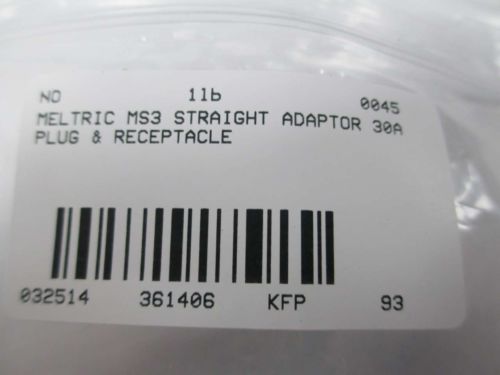 NO 11b 0045
MELTRIC MS3 STRAIGHT ADAPTOR 30A
PLUG & RECEPTACLE
032514 361406 KFP 93